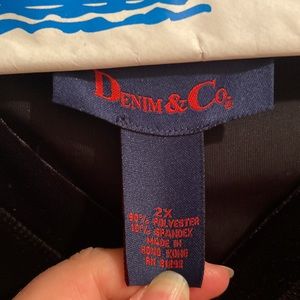 DENIM & CO.
2X
90% POLYESTER
10% SPANDEX
MADE IN
HONG KONG